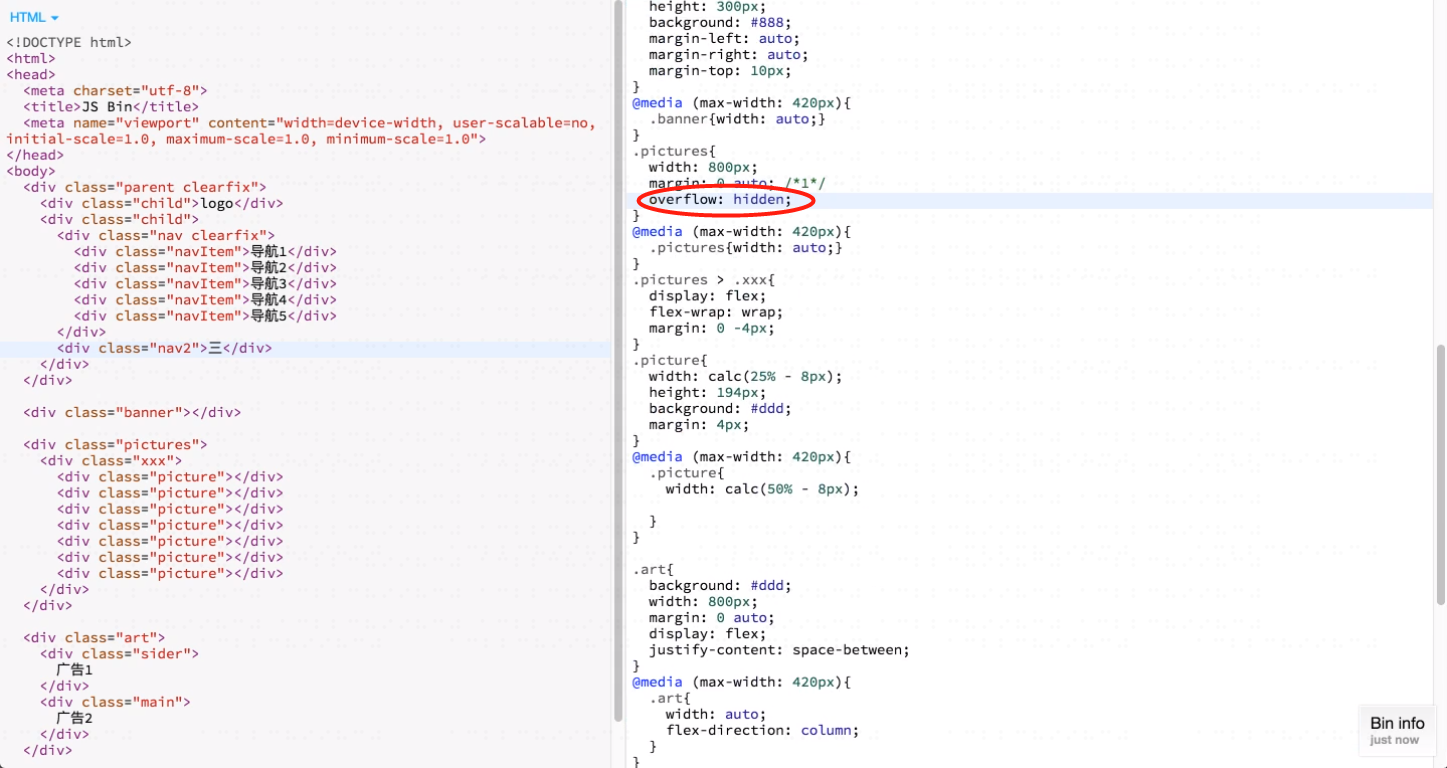 HTML
<!DOCTYPE html>
<html>
<head>
<meta charset="utf-8">
<title>JS Bin</title>
<meta name="viewport" content="width=device-width, user-scalable=no,
initial-scale=1.0, maximum-scale=1.0, minimum-scale=1.0">
</head>
<body>
<div class="parent clearfix">
<div class="child">logo</div>
<div class="child">
<div class="nav clearfix">
<div class="navItem">导航1</div>
<div class="navItem">导航2</div>
<div class="navItem">导航3</div>
<div class="navItem">导航4</div>
<div class="navItem">导航5</div>
</div>
<div class="nav2">三</div>
</div>
</div>
<div class="banner"></div>
<div class="pictures">
<div class="xxx">
<div class="picture"></div>
<div class="picture"></div>
<div class="picture"></div>
<div class="picture"></div>
<div class="picture"></div>
<div class="picture"></div>
<div class="picture"></div>
</div>
</div>
<div class="art">
<div class="sider">
广告1
</div>
<div class="main">
广告2
</div>
</div>
height: 300px;
background: #888;
margin-left: auto;
margin-right: auto;
margin-top: 10px;
}
@media (max-width: 420px){
.banner{width: auto;}
}
.pictures{
width: 800px;
margin: 0 auto; /*1*/
overflow: hidden;
}
@media (max-width: 420px){
.pictures{width: auto;}
}
.pictures > .xxx{
display: flex;
flex-wrap: wrap;
margin: 0 -4px;
}
.picture{
width: calc(25% - 8px);
height: 194px;
background: #ddd;
margin: 4px;
}
@media (max-width: 420px){
.picture{
width: calc(50% - 8px);
}
}
.art{
background: #ddd;
width: 800px;
margin: 0 auto;
display: flex;
justify-content: space-between;
}
@media (max-width: 420px){
.art{
width: auto;
flex-direction: column;
}
}
Bin info
just now